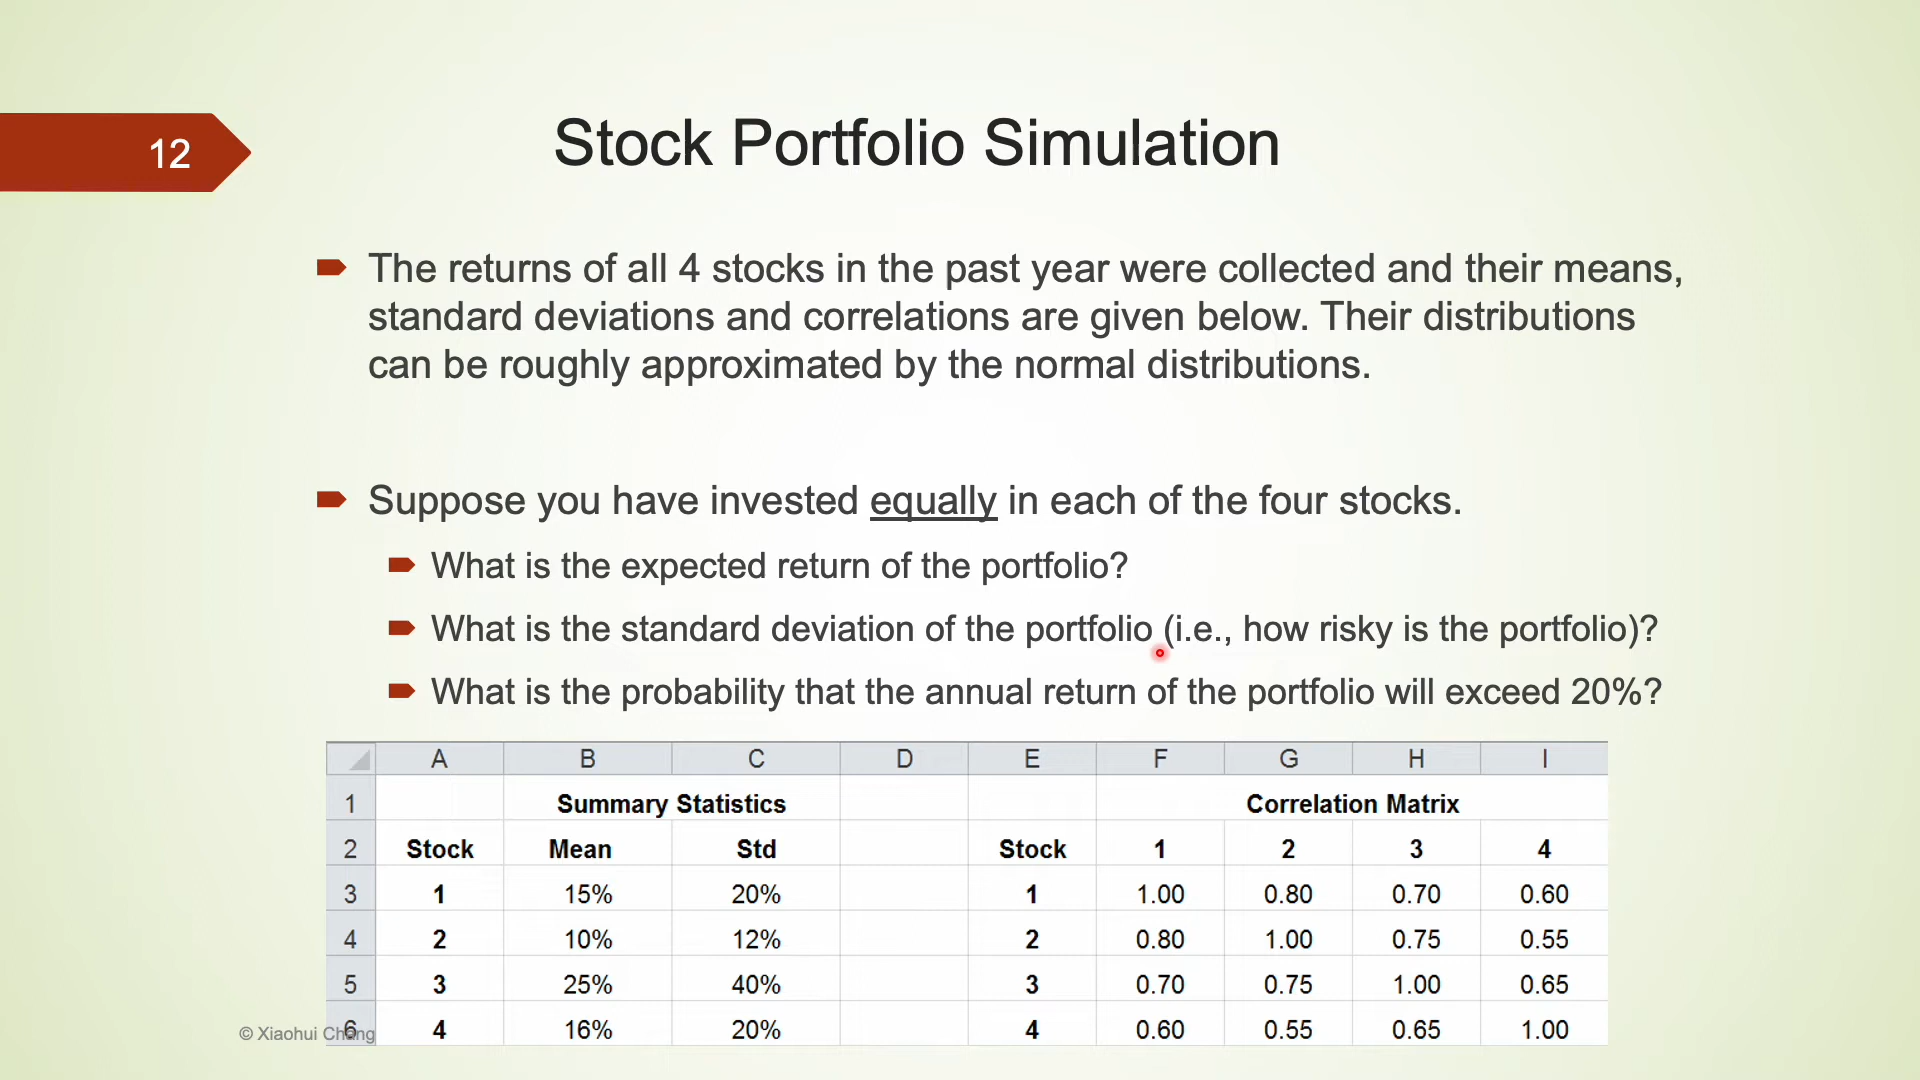 12
Stock Portfolio Simulation
The returns of all 4 stocks in the past year were collected and their means,
standard deviations and correlations are given below. Their distributions
can be roughly approximated by the normal distributions.
Suppose you have invested equally in each of the four stocks.
What is the expected return of the portfolio?
What is the standard deviation of the portfolio (i.e., how risky is the portfolio)?
What is the probability that the annual return of the portfolio will exceed 20%?
A B C D E F G H I
1 Summary Statistics Correlation Matrix
2 Stock Mean Std Stock 1 2 3 4
3 1 15% 20% 1 1.00 0.80 0.70 0.60
4 2 10% 12% 2 0.80 1.00 0.75 0.55
5 3 25% 40% 3 0.70 0.75 1.00 0.65
6 4 16% 20% 4 0.60 0.55 0.65 1.00
© Xiaohui Chang